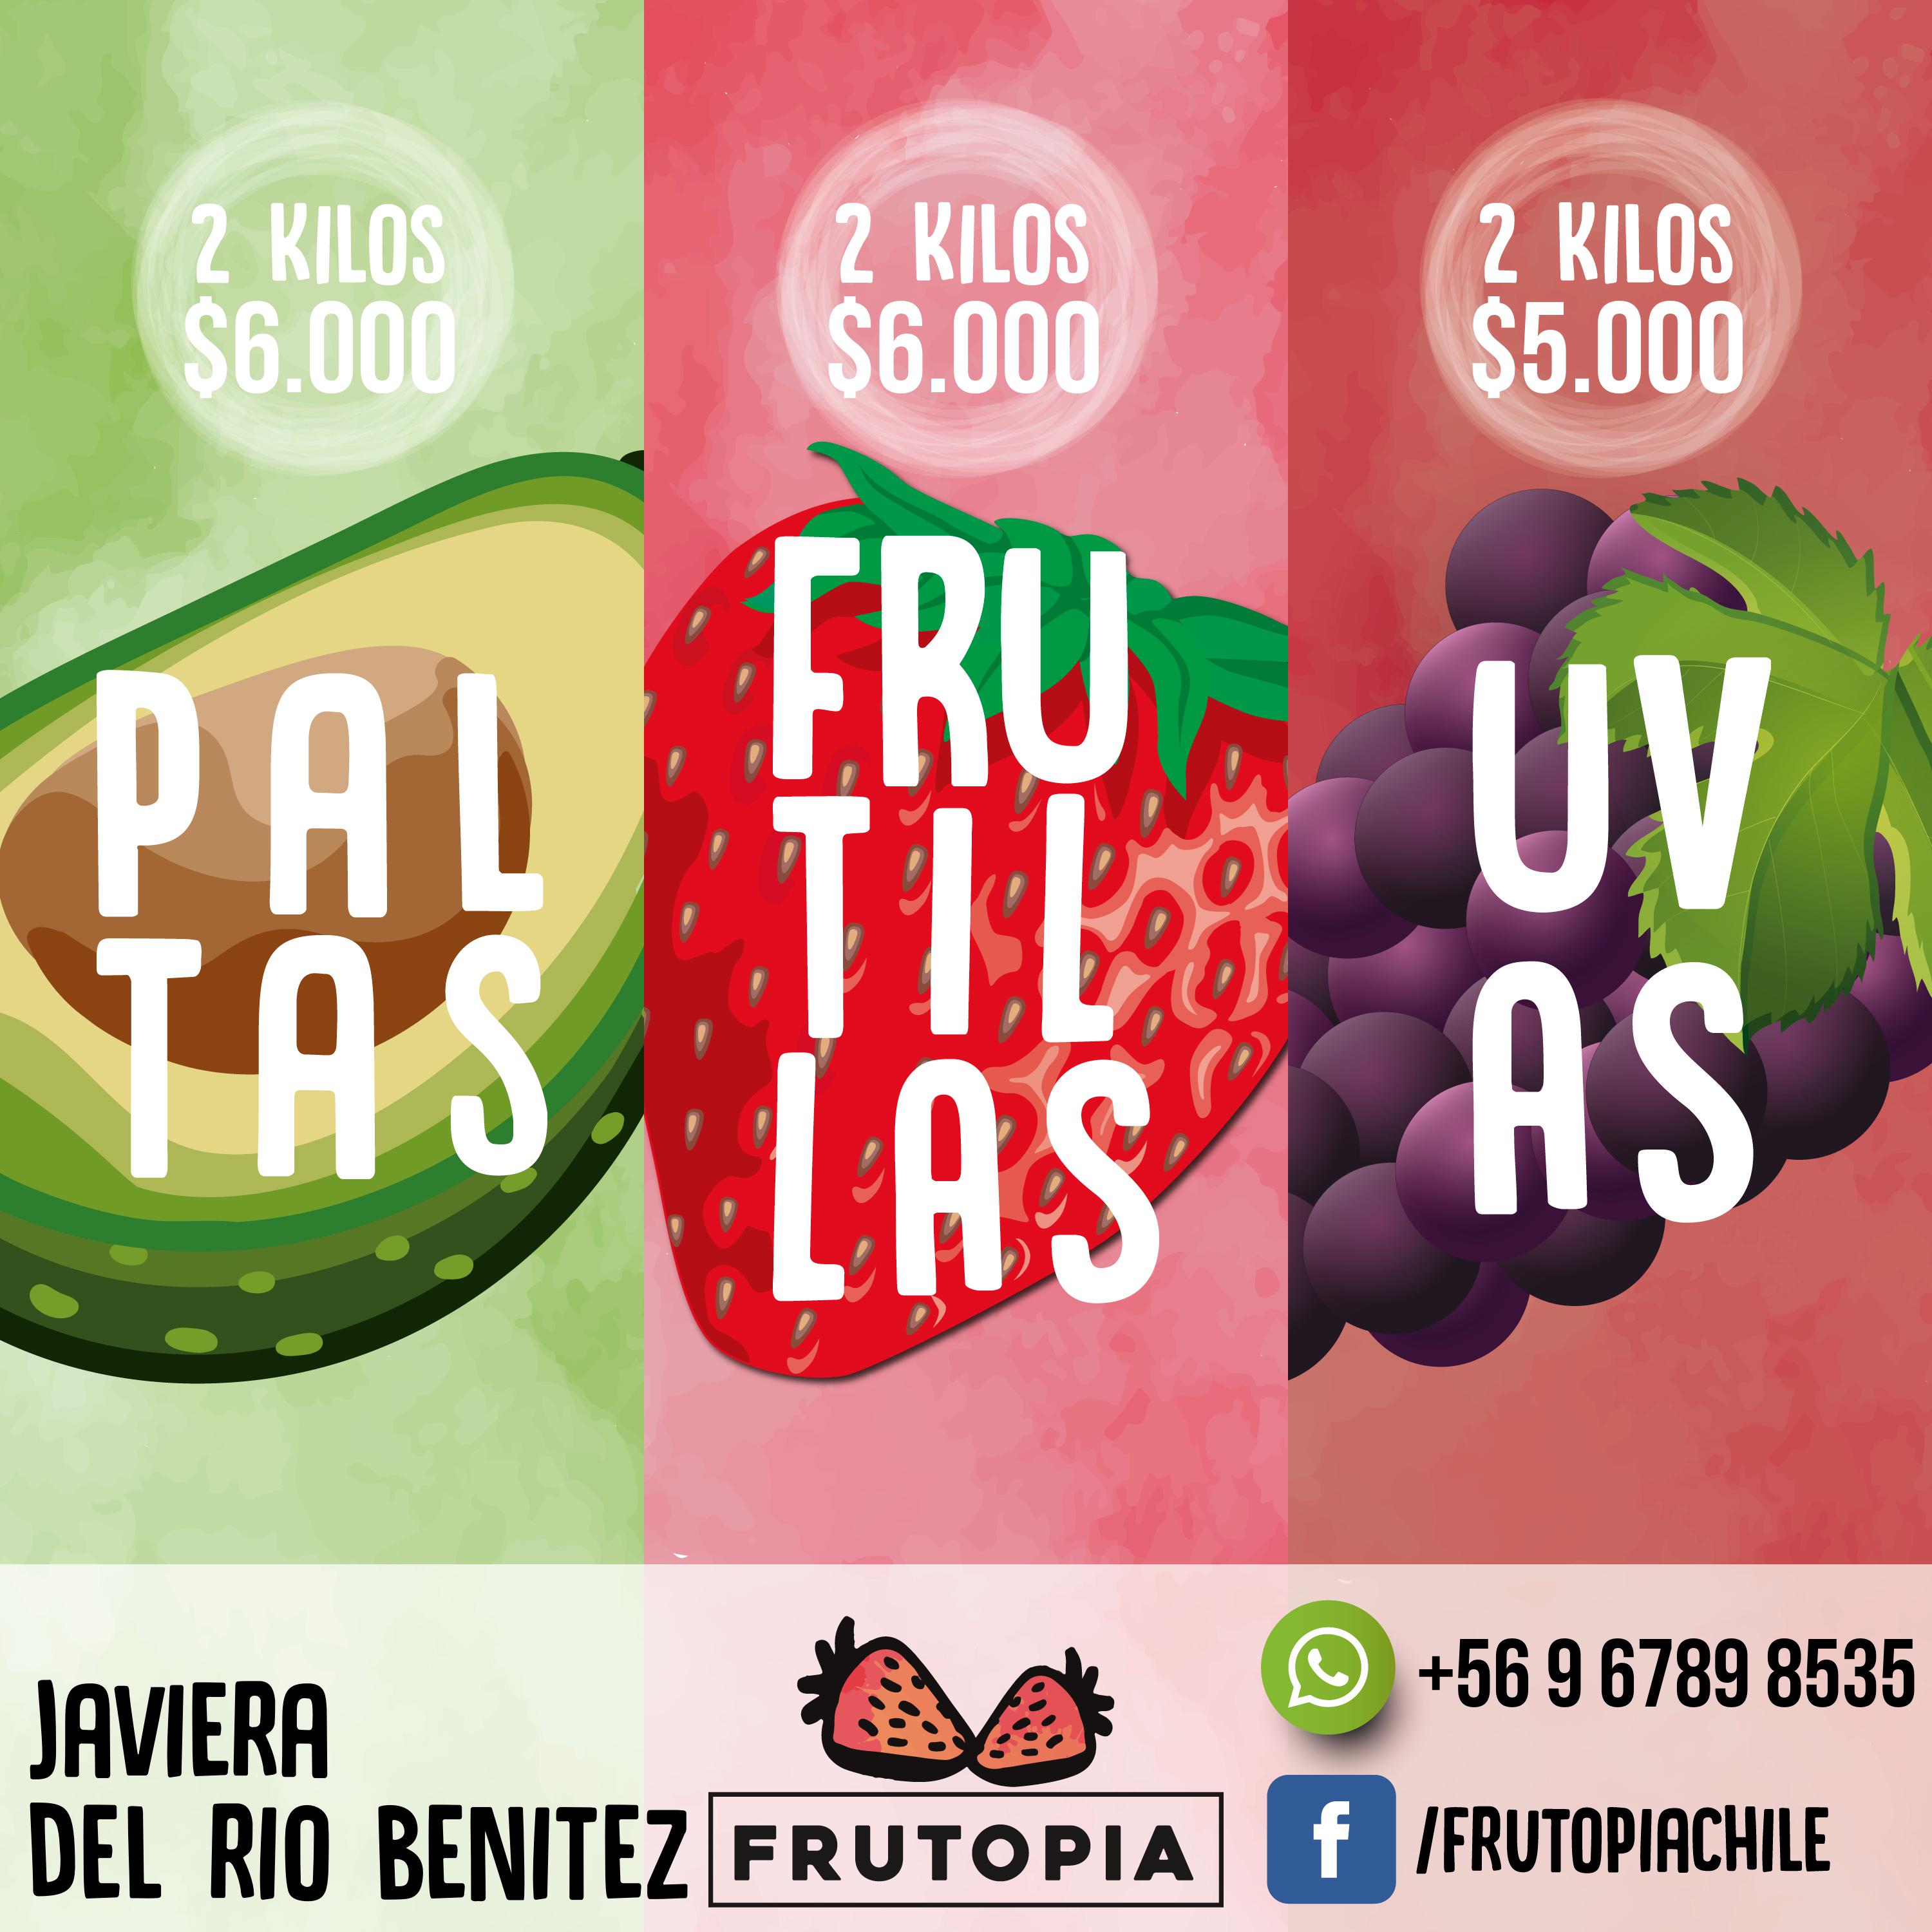 2 KILOS
$6.000
PAL
TAS
2 KILOS
$6.000
FRU
TIL
LAS
2 KILOS
$5.000
UV
AS
JAVIERA
DEL RIO BENITEZ
FRUTOPIA
+56 9 6789 8535
/FRUTOPIACHILE